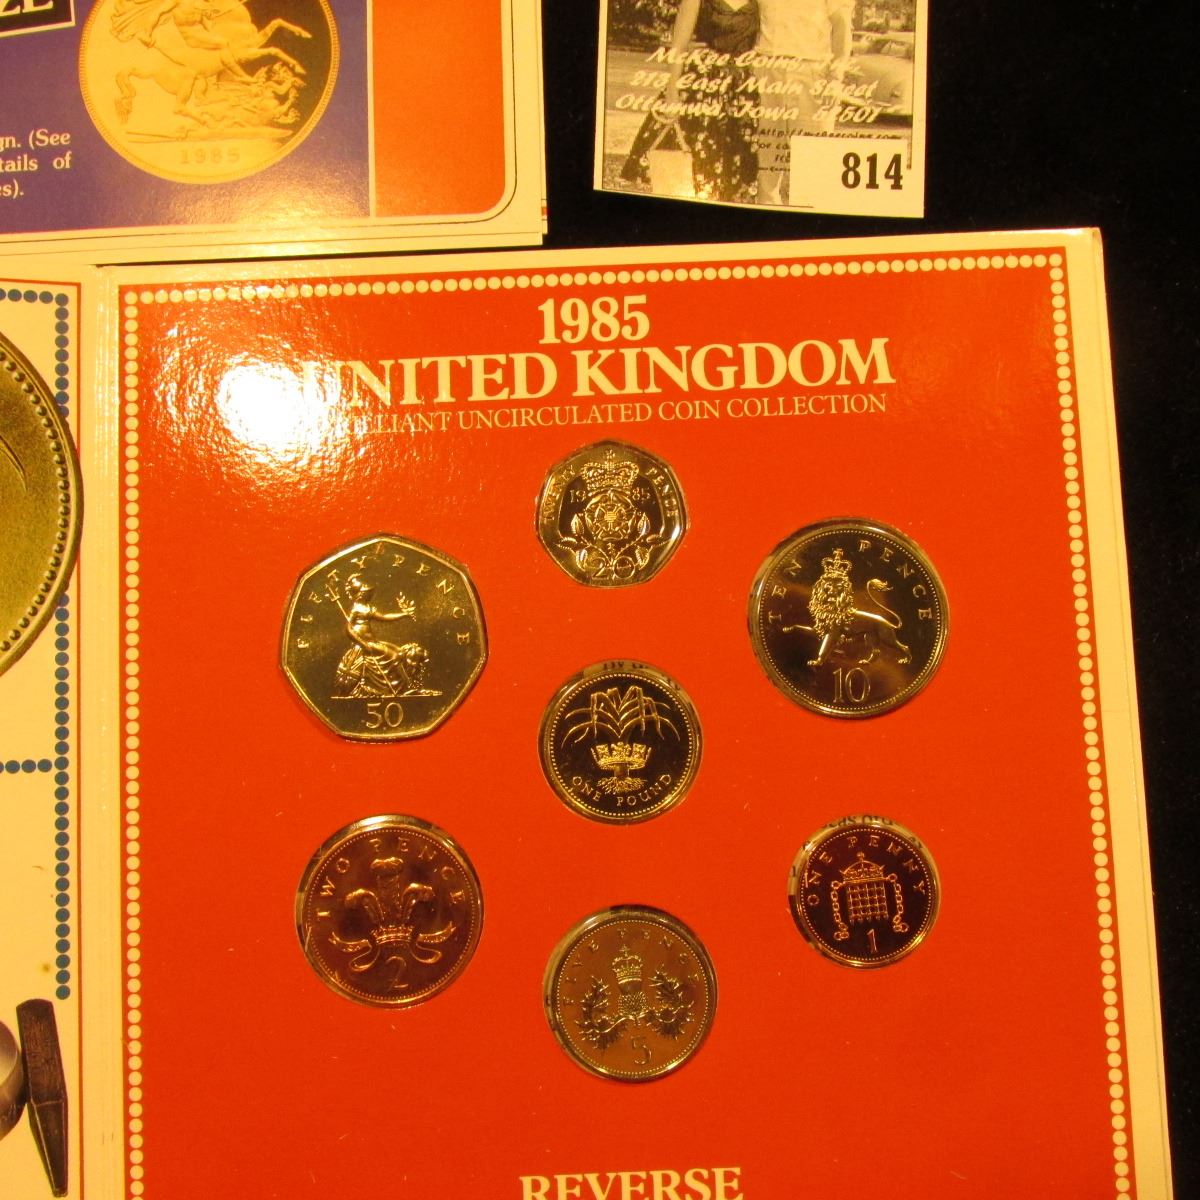 1985
gn. (See
tails of
es).
McKee Coins, Inc.
213 East Main Street
Ottumwa, Iowa 52501
814
1985
UNITED KINGDOM
BRILLIANT UNCIRCULATED COIN COLLECTION
TWENTY PENCE
1985
20
FIFTY PENCE
50
TEN PENCE
10
ONE POUND
TWO PENCE
2
ONE PENNY
1
FIVE PENCE
5
REVERSE